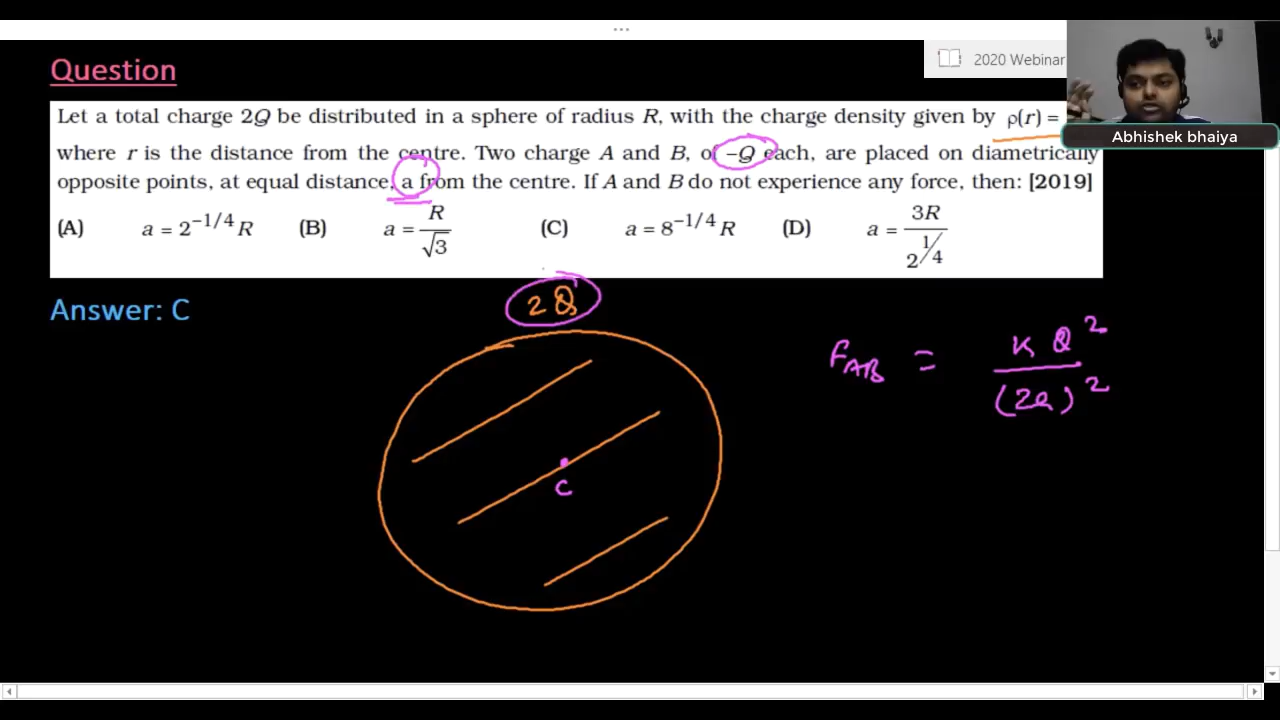 ...
2020 Webinar
Question
Let a total charge 2Q be distributed in a sphere of radius R, with the charge density given by ρ(r) =
Abhishek bhaiya
where r is the distance from the centre. Two charge A and B, of −Q each, are placed on diametrically
opposite points, at equal distance, a from the centre. If A and B do not experience any force, then: [2019]
(A) a = 2^{-1/4} R (B) a = R/√3 (C) a = 8^{-1/4} R (D) a = 3R/2^{1/4}
Answer: C
2Q
F_{AB} = KQ^2/(2a)^2
C